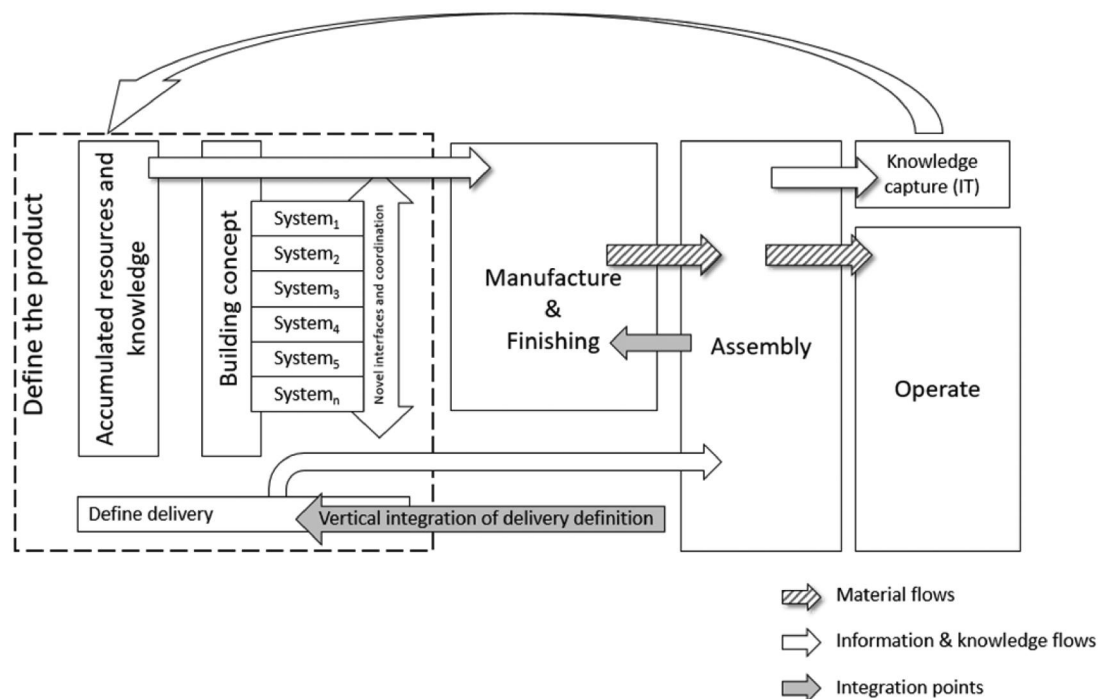 Define the product
Accumulated resources and
knowledge
Building concept
System₁
System₂
System₃
System₄
System₅
Systemₙ
Novel interfaces and coordination
Manufacture
&
Finishing
Assembly
Knowledge
capture (IT)
Operate
Define delivery
Vertical integration of delivery definition
Material flows
Information & knowledge flows
Integration points